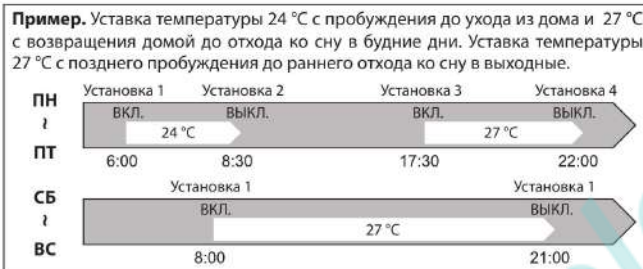 Пример. Уставка температуры 24 °C с пробуждения до ухода из дома и 27 °C
с возвращения домой до отхода ко сну в будние дни. Уставка температуры
27 °C с позднего пробуждения до раннего отхода ко сну в выходные.
Установка 1 Установка 2 Установка 3 Установка 4
ПН ВКЛ. ВЫКЛ. ВКЛ. ВЫКЛ.
≀ 24 °C 27 °C
ПТ 6:00 8:30 17:30 22:00
Установка 1 Установка 1
СБ ВКЛ. ВЫКЛ.
≀ 27 °C
ВС 8:00 21:00